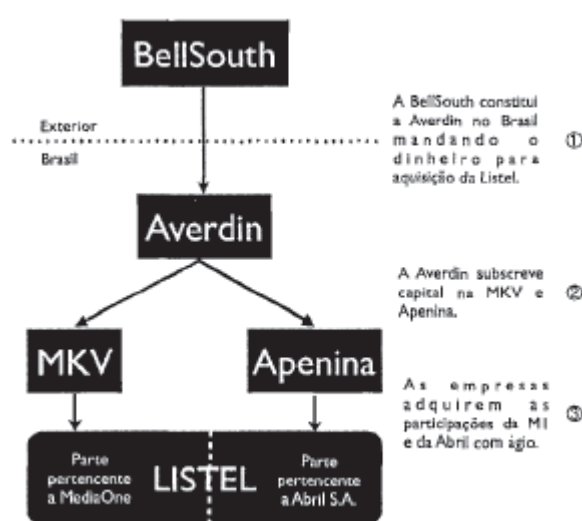 BellSouth
Exterior
Brasil
A BellSouth constitui
a Averdin no Brasil
mandando o
dinheiro para
aquisição da Listel.
①
Averdin
A Averdin subscreve
capital na MKV e
Apenina.
②
MKV
Apenina
As empresas
adquirem as
participações da MI
e da Abril com ágio.
③
Parte
pertencente
a MediaOne
LISTEL
Parte
pertencente
a Abril S.A.